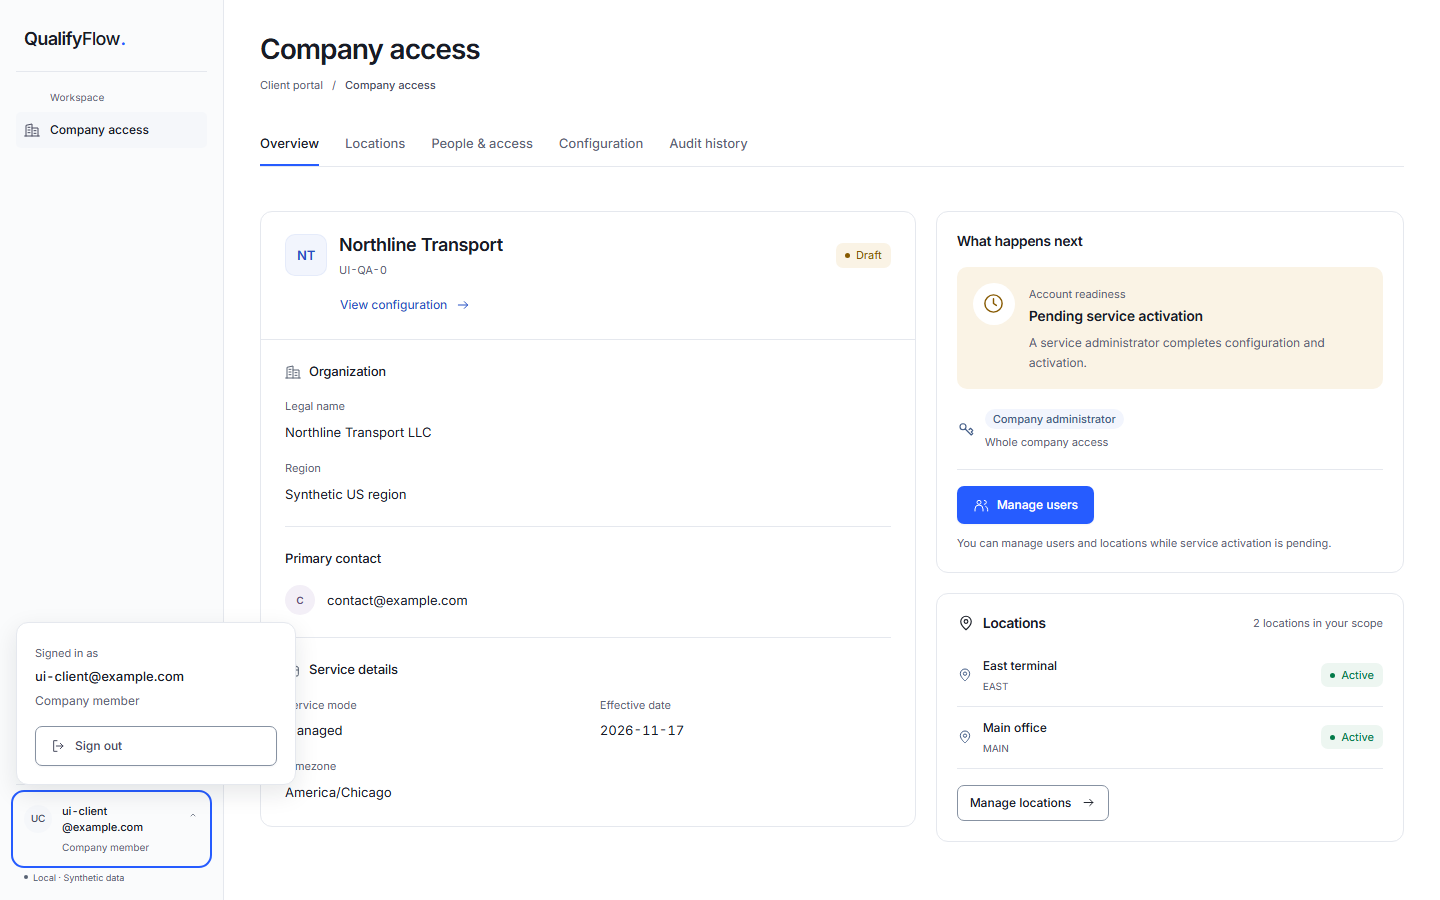 QualifyFlow.
Workspace
Company access
Company access
Client portal / Company access
Overview
Locations
People & access
Configuration
Audit history
NT
Northline Transport
UI-QA-0
Draft
View configuration
Organization
Legal name
Northline Transport LLC
Region
Synthetic US region
Primary contact
C
contact@example.com
Service details
ervice mode
anaged
Effective date
2026-11-17
mezone
America/Chicago
What happens next
Account readiness
Pending service activation
A service administrator completes configuration and
activation.
Company administrator
Whole company access
Manage users
You can manage users and locations while service activation is pending.
Locations
2 locations in your scope
East terminal
EAST
Active
Main office
MAIN
Active
Manage locations
Signed in as
ui-client@example.com
Company member
Sign out
UC
ui-client
@example.com
Company member
Local · Synthetic data